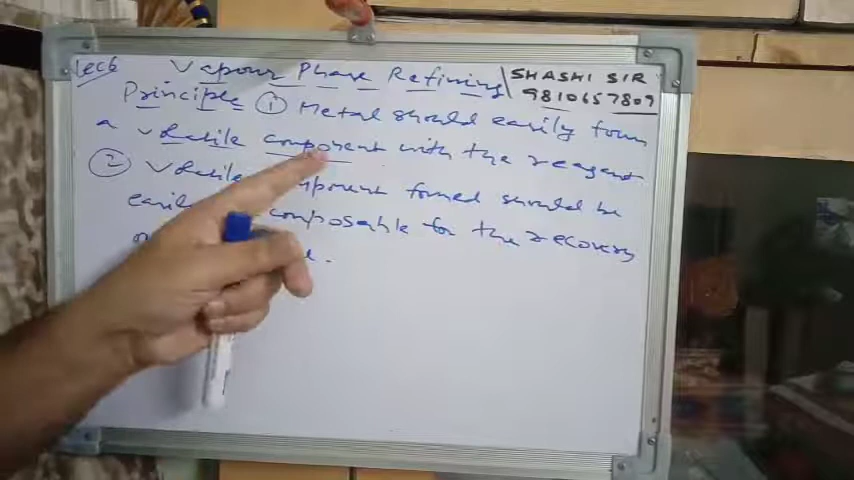 Lec6 Vapour Phase Refining SHASHI SIR
9810657809
Principle ① Metal should easily form
a volatile component with the reagent
② Volatile component formed should be
easily composable for the recovery